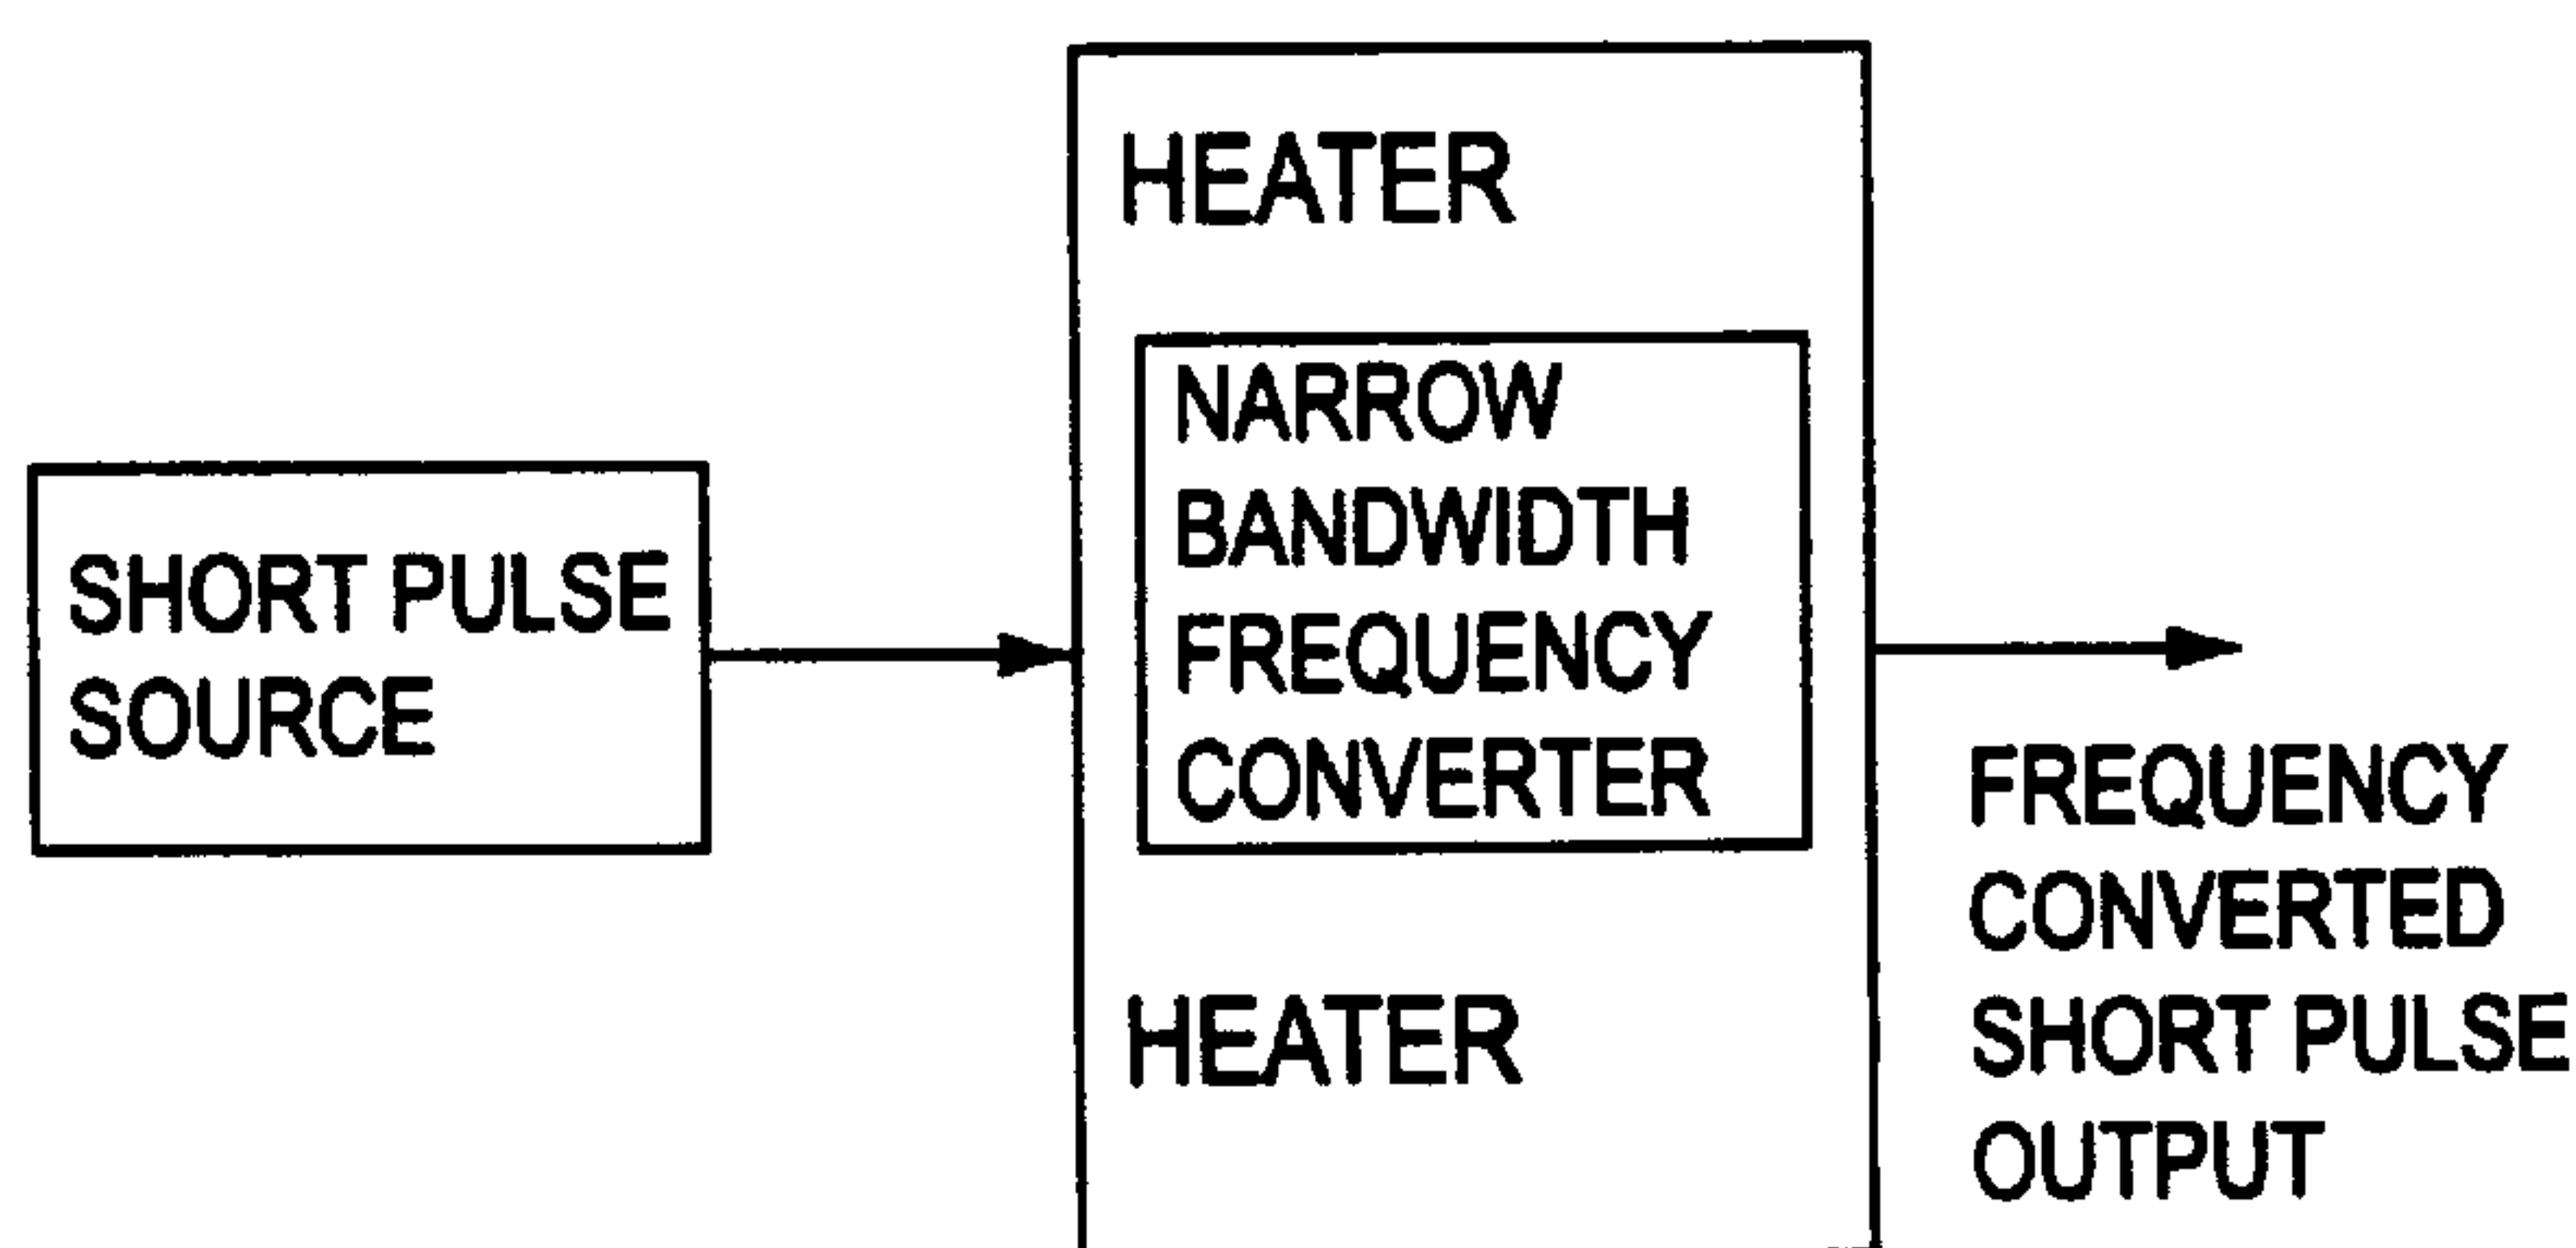 SHORT PULSE
SOURCE
HEATER
NARROW
BANDWIDTH
FREQUENCY
CONVERTER
HEATER
FREQUENCY
CONVERTED
SHORT PULSE
OUTPUT